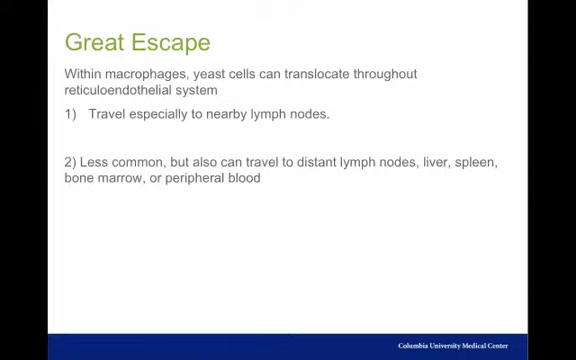 Great Escape
Within macrophages, yeast cells can translocate throughout
reticuloendothelial system
1) Travel especially to nearby lymph nodes.
2) Less common, but also can travel to distant lymph nodes, liver, spleen,
bone marrow, or peripheral blood
Columbia University Medical Center